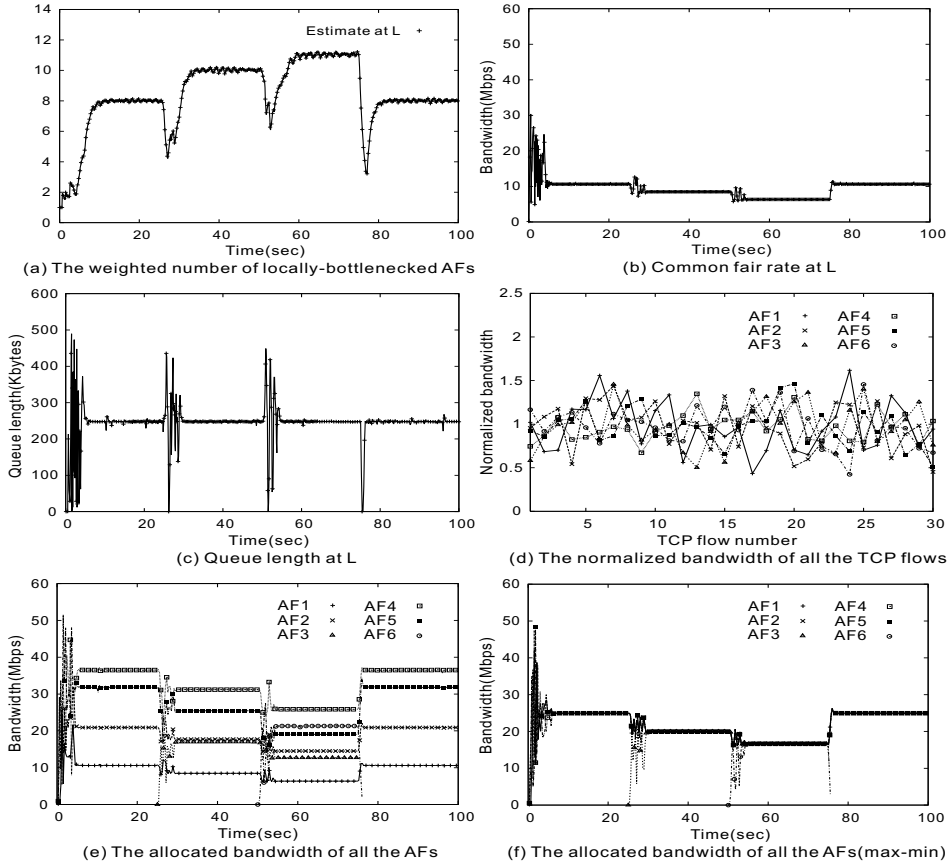 14
12
10
8
6
4
2
0
Estimate at L
0 20 40 60 80 100
Time(sec)
(a) The weighted number of locally-bottlenecked AFs
Bandwidth(Mbps)
60
50
40
30
20
10
0
0 20 40 60 80 100
Time(sec)
(b) Common fair rate at L
Queue length(Kbytes)
600
500
400
300
200
100
0
0 20 40 60 80 100
Time(sec)
(c) Queue length at L
Normalized bandwidth
2.5
2
1.5
1
0.5
0
AF1 AF4
AF2 AF5
AF3 AF6
5 10 15 20 25 30
TCP flow number
(d) The normalized bandwidth of all the TCP flows
Bandwidth(Mbps)
60
50
40
30
20
10
0
AF1 AF4
AF2 AF5
AF3 AF6
0 20 40 60 80 100
Time(sec)
(e) The allocated bandwidth of all the AFs
Bandwidth(Mbps)
60
50
40
30
20
10
0
AF1 AF4
AF2 AF5
AF3 AF6
0 20 40 60 80 100
Time(sec)
(f) The allocated bandwidth of all the AFs(max-min)